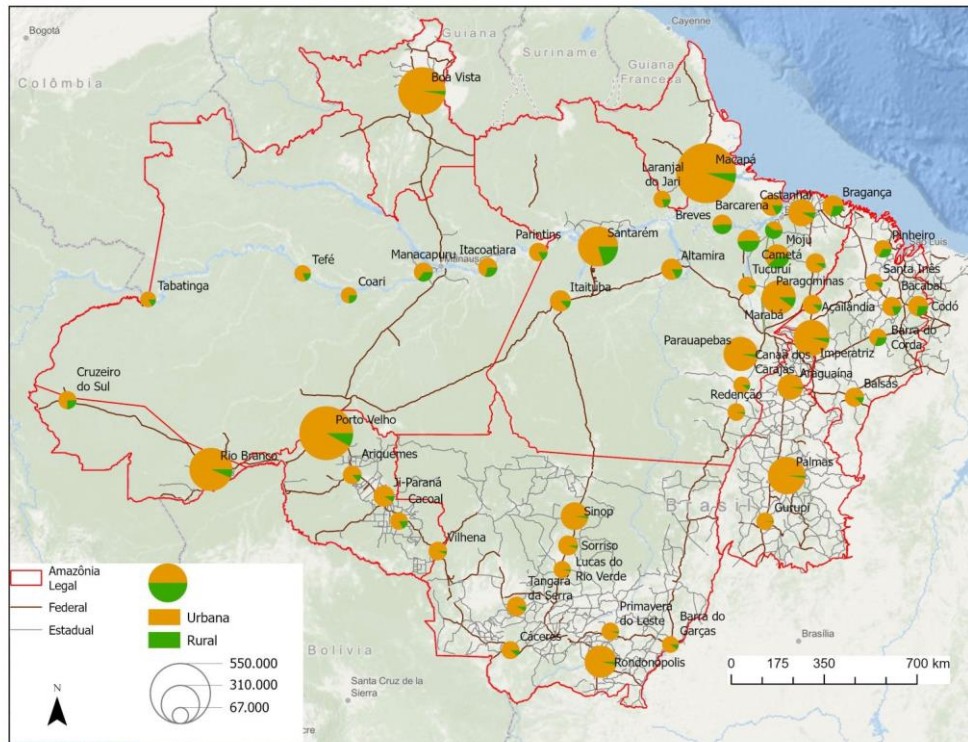 Bogotá
Colômbia
Guiana
Suriname
Cayenne
Guiana
Francesa
Boa Vista
Macapá
Laranjal
do Jari
Castanhal
Bragança
Barcarena
Breves
Parintins
Santarém
Moju
Cametá
Pinheiro
São Luís
Manacapuru
Itacoatiara
Tefé
Coari
Altamira
Tucuruí
Santa Inês
Tabatinga
Itaituba
Paragominas
Bacabal
Açailândia
Codó
Marabá
Barra do
Corda
Parauapebas
Imperatriz
Canaã dos
Carajas
Araguaína
Cruzeiro
do Sul
Redenção
Balsas
Porto Velho
Rio Branco
Ariquemes
Palmas
Ji-Paraná
Cacoal
Brasil
Sinop
Gurupi
Vilhena
Sorriso
Lucas do
Rio Verde
Tangará
da Serra
Primavera
do Leste
Barra do
Garças
Cáceres
Rondonópolis
Brasília
Bolívia
Santa Cruz de la
Sierra
Amazônia
Legal
Federal
Estadual
Urbana
Rural
550.000
310.000
67.000
N
0 175 350 700 km